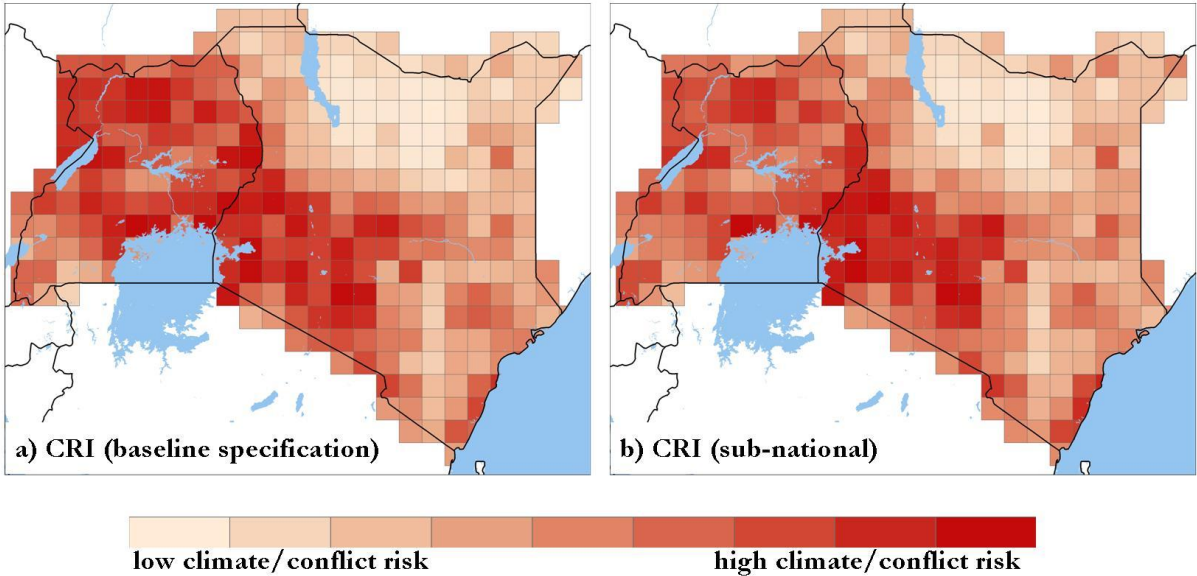 a) CRI (baseline specification)
b) CRI (sub-national)
low climate/conflict risk
high climate/conflict risk